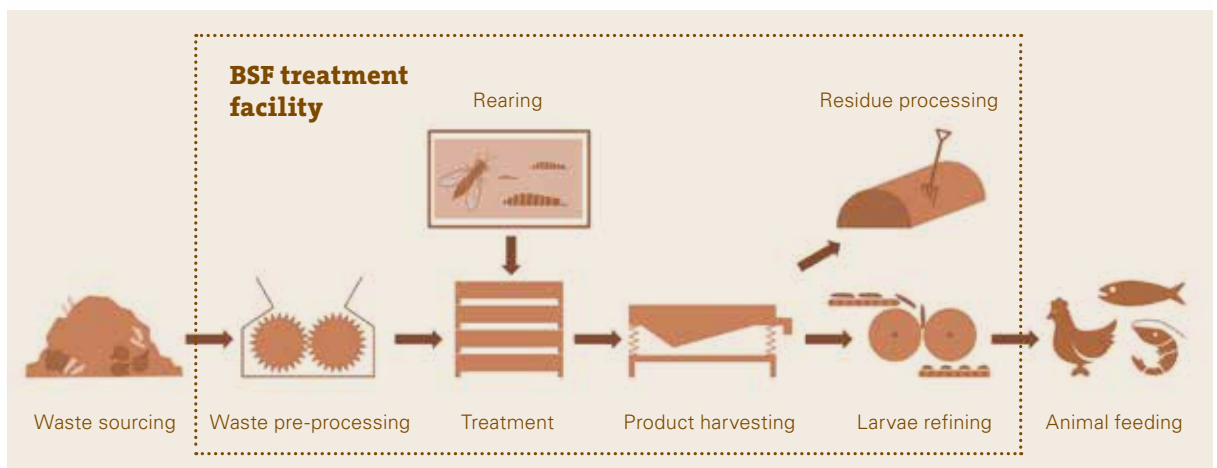 BSF treatment
facility
Rearing
Residue processing
Waste sourcing
Waste pre-processing
Treatment
Product harvesting
Larvae refining
Animal feeding